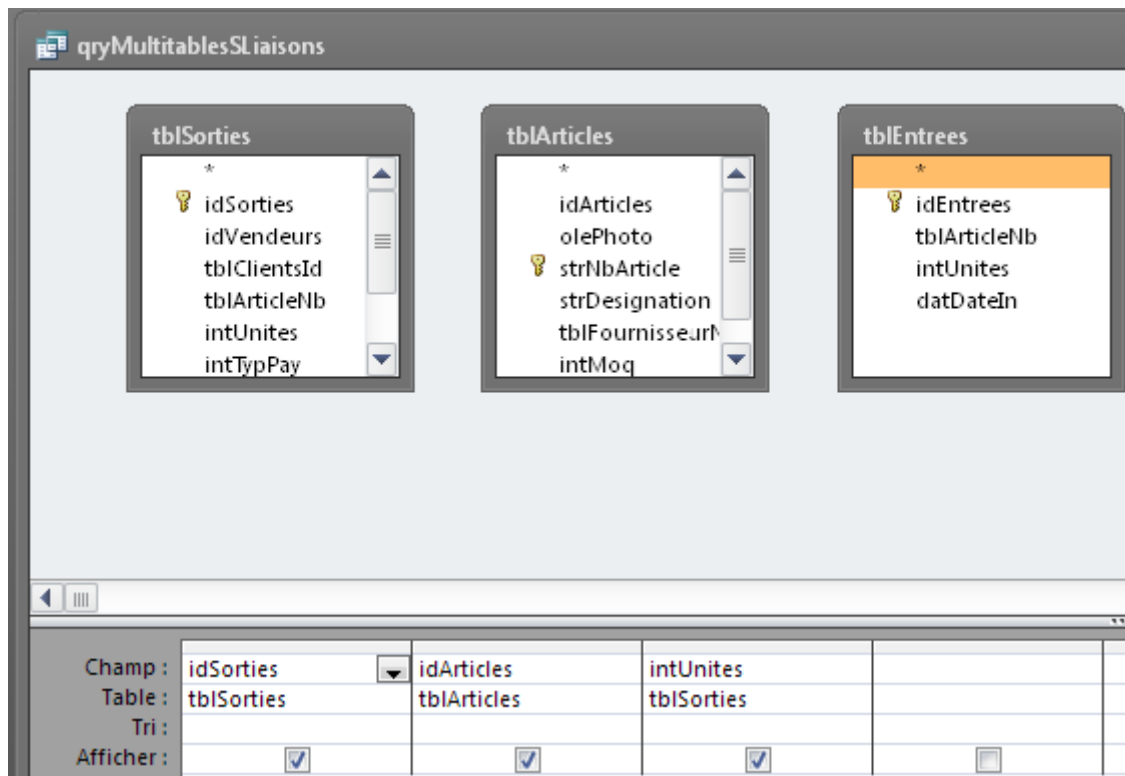 qryMultitablesSLiaisons
tblSorties
*
idSorties
idVendeurs
tblClientsId
tblArticleNb
intUnites
intTypPay
tblArticles
*
idArticles
olePhoto
strNbArticle
strDesignation
tblFournisseurN
intMoq
tblEntrees
*
idEntrees
tblArticleNb
intUnites
datDateIn
Champ : idSorties idArticles intUnites
Table : tblSorties tblArticles tblSorties
Tri :
Afficher :